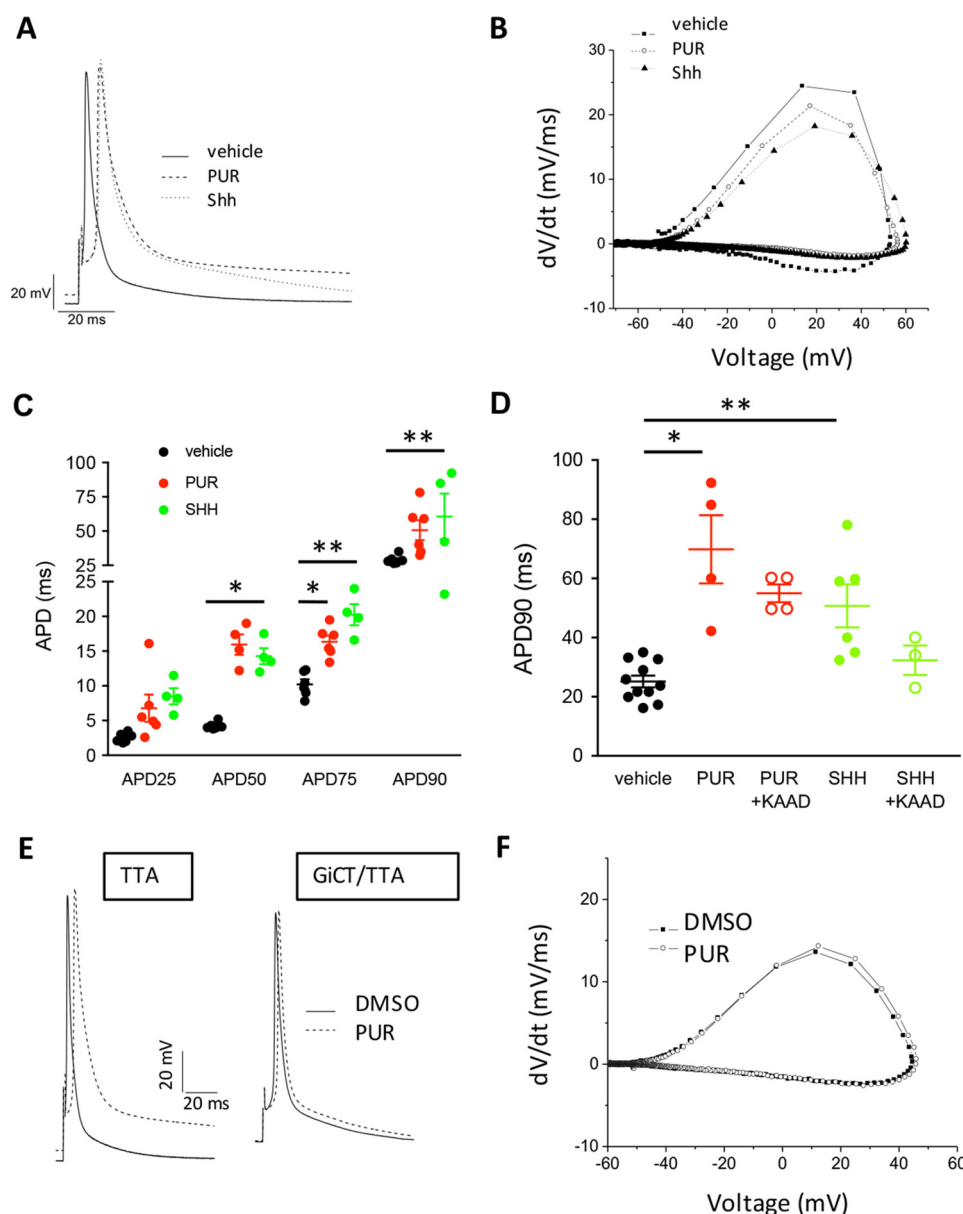 A
vehicle
PUR
Shh
20 mV
20 ms
B
vehicle
PUR
Shh
30
20
10
0
-10
dV/dt (mV/ms)
-60 -40 -20 0 20 40 60
Voltage (mV)
C
vehicle
PUR
SHH
* * ** **
100
75
50
25
25
20
15
10
5
0
APD (ms)
APD25 APD50 APD75 APD90
D
**
*
100
80
60
40
20
0
APD90 (ms)
vehicle PUR PUR SHH SHH
+KAAD +KAAD
E
TTA GiCT/TTA
DMSO
PUR
20 mV
20 ms
F
DMSO
PUR
20
10
0
-10
dV/dt (mV/ms)
-60 -40 -20 0 20 40 60
Voltage (mV)